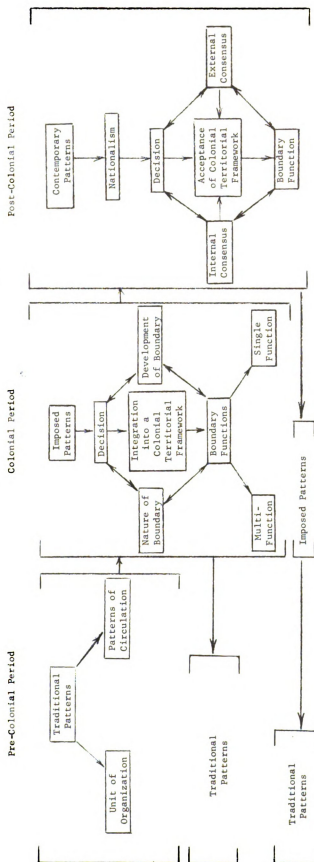 Pre-Colonial Period
Traditional
Patterns
Unit of
Organization
Patterns of
Circulation
Traditional
Patterns
Traditional
Patterns
Colonial Period
Imposed
Patterns
Decision
Nature of
Boundary
Integration
into a
Colonial
Territorial
Framework
Development
of Boundary
Boundary
Functions
Multi-
Function
Single
Function
Imposed Patterns
Post-Colonial Period
Contemporary
Patterns
Nationalism
Decision
Internal
Consensus
Acceptance
of Colonial
Territorial
Framework
External
Consensus
Boundary
Function